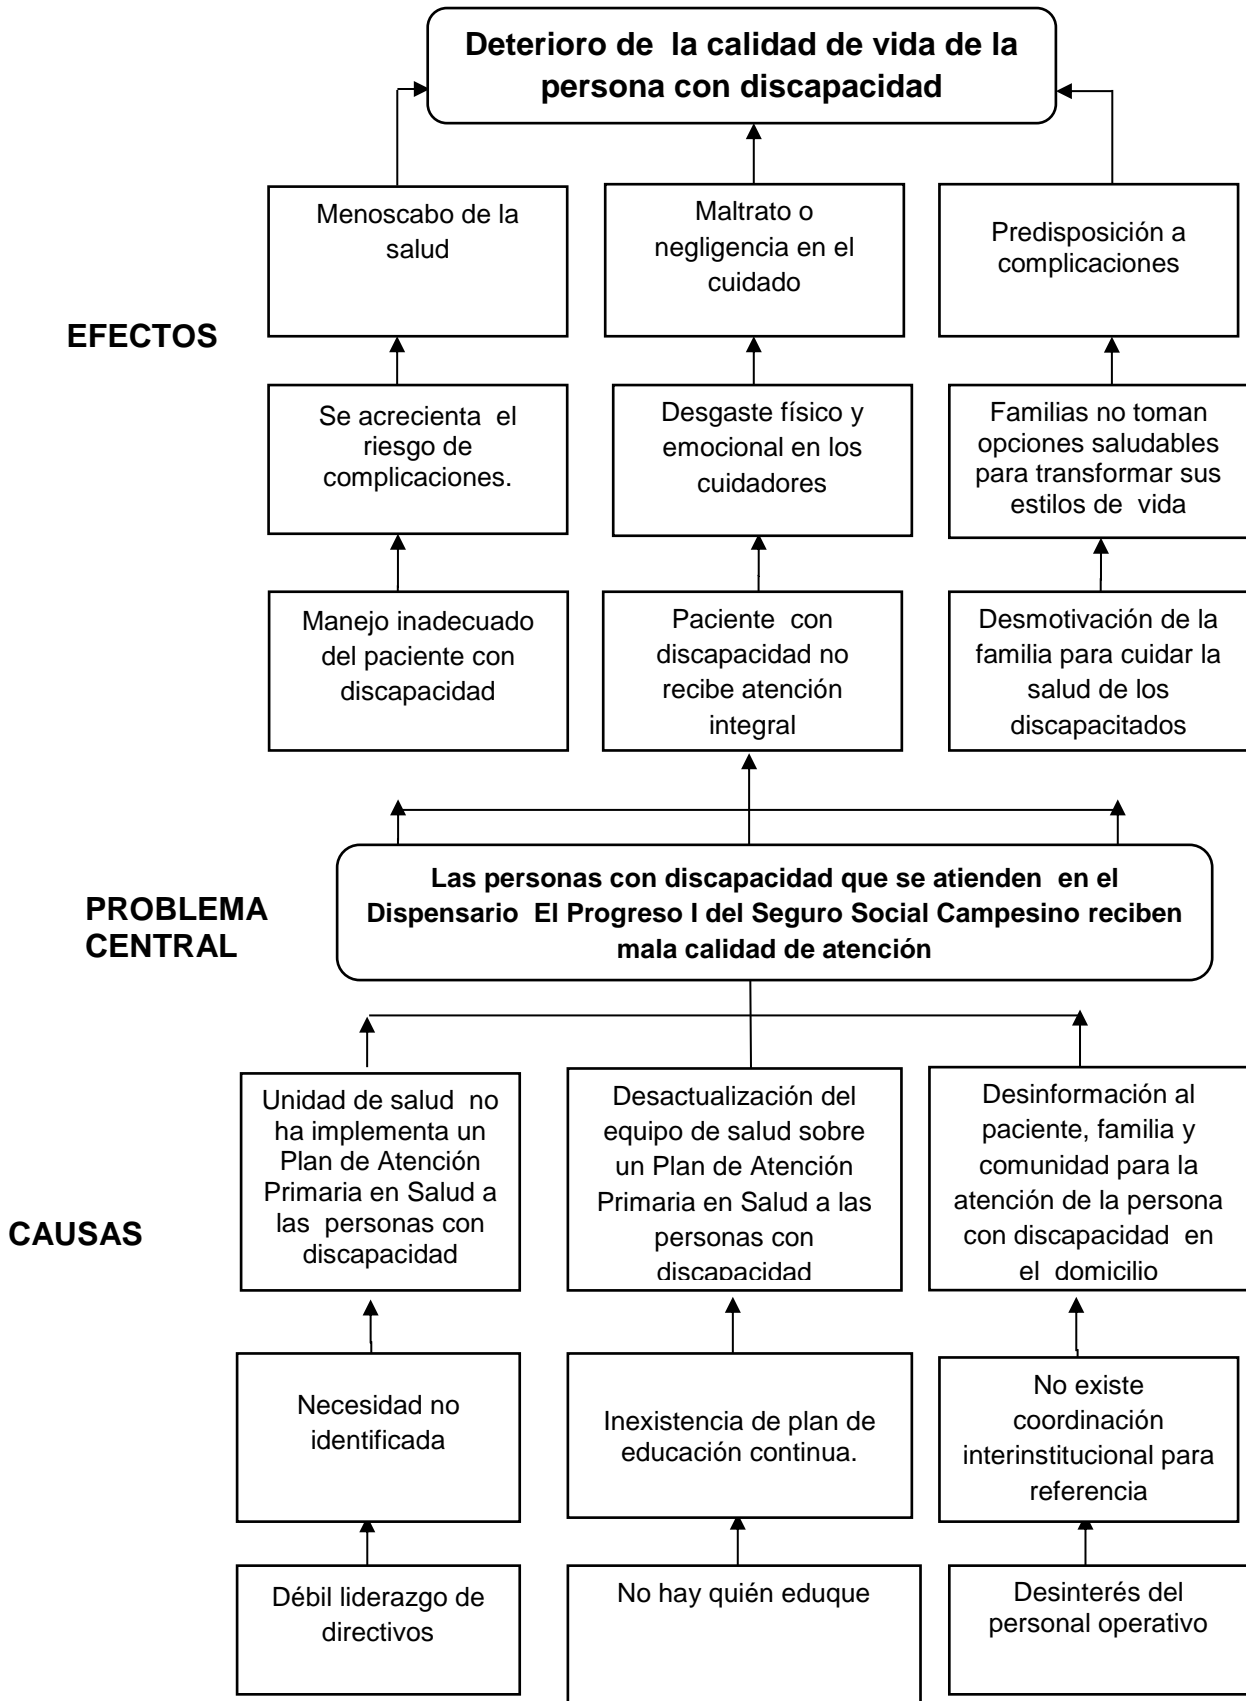 Deterioro de la calidad de vida de la
persona con discapacidad
Menoscabo de la
salud
Maltrato o
negligencia en el
cuidado
Predisposición a
complicaciones
EFECTOS
Se acrecienta el
riesgo de
complicaciones.
Desgaste físico y
emocional en los
cuidadores
Familias no toman
opciones saludables
para transformar sus
estilos de vida
Manejo inadecuado
del paciente con
discapacidad
Paciente con
discapacidad no
recibe atención
integral
Desmotivación de la
familia para cuidar la
salud de los
discapacitados
PROBLEMA
CENTRAL
Las personas con discapacidad que se atienden en el
Dispensario El Progreso I del Seguro Social Campesino reciben
mala calidad de atención
CAUSAS
Unidad de salud no
ha implementa un
Plan de Atención
Primaria en Salud a
las personas con
discapacidad
Desactualización del
equipo de salud sobre
un Plan de Atención
Primaria en Salud a las
personas con
discapacidad
Desinformación al
paciente, familia y
comunidad para la
atención de la persona
con discapacidad en
el domicilio
Necesidad no
identificada
Inexistencia de plan de
educación continua.
No existe
coordinación
interinstitucional para
referencia
Débil liderazgo de
directivos
No hay quién eduque
Desinterés del
personal operativo